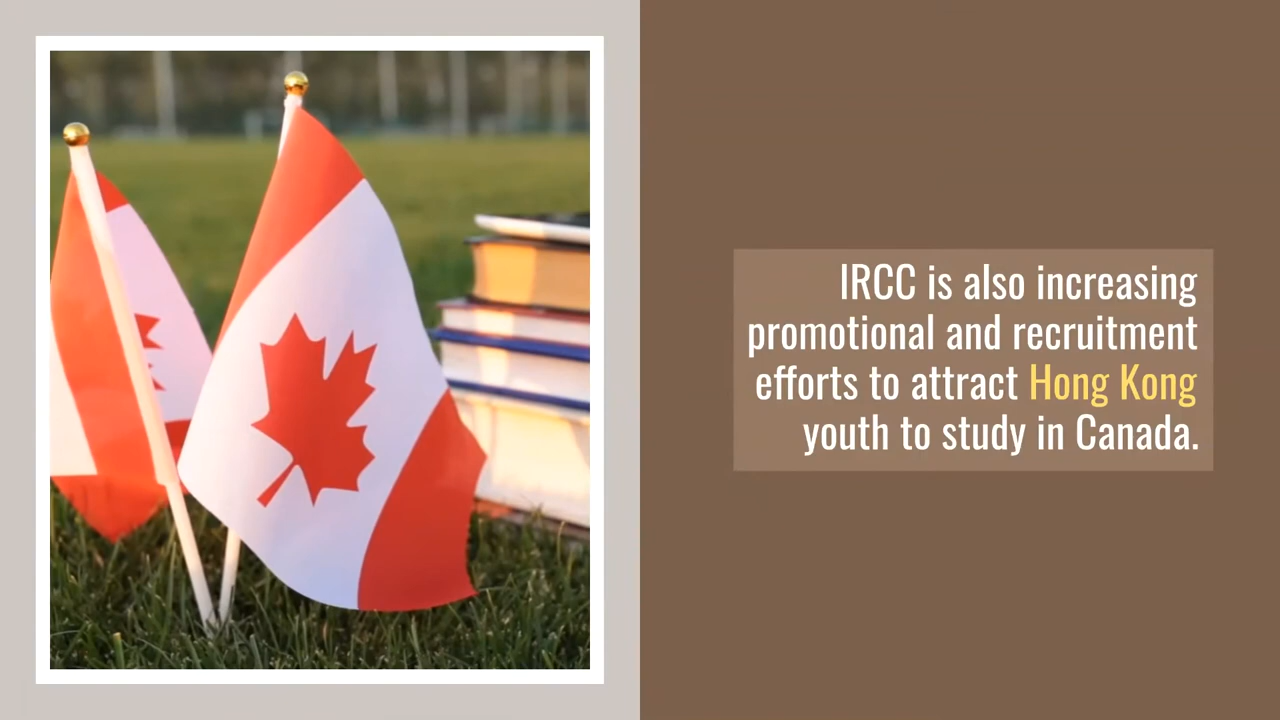 IRCC is also increasing
promotional and recruitment
efforts to attract Hong Kong
youth to study in Canada.